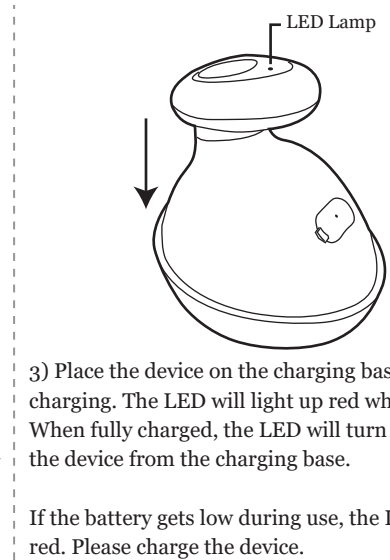 LED Lamp
3) Place the device on the charging bas
charging. The LED will light up red wh
When fully charged, the LED will turn
the device from the charging base.
If the battery gets low during use, the
red. Please charge the device.